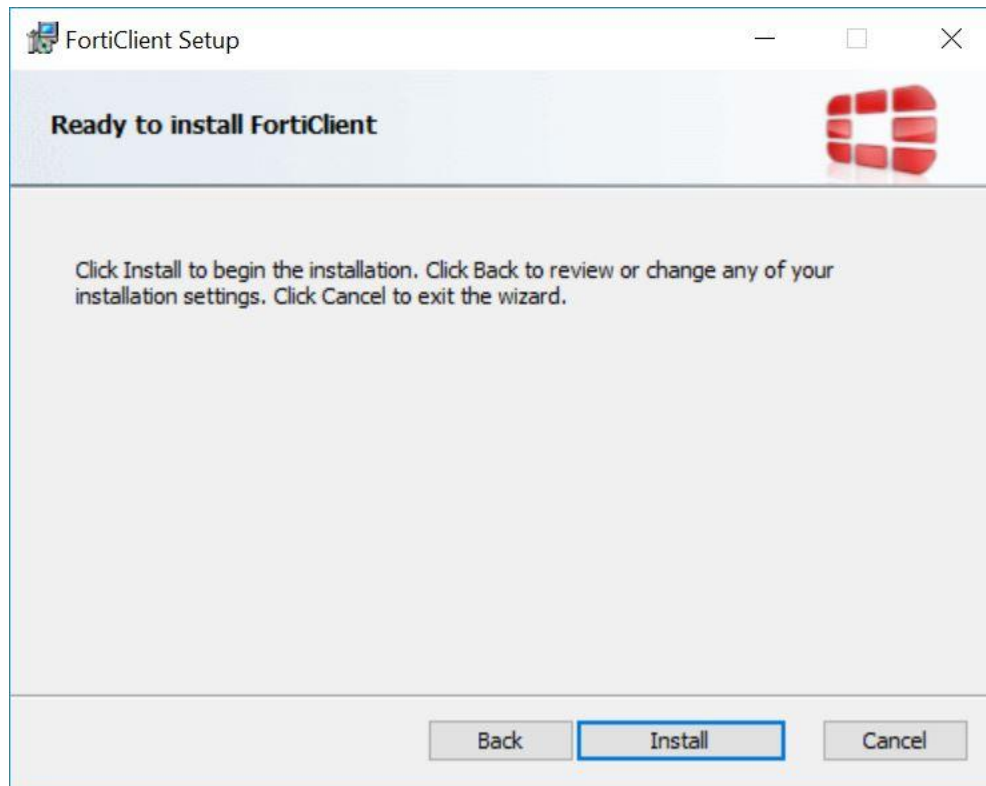 FortiClient Setup
Ready to install FortiClient
Click Install to begin the installation. Click Back to review or change any of your
installation settings. Click Cancel to exit the wizard.
Back Install Cancel